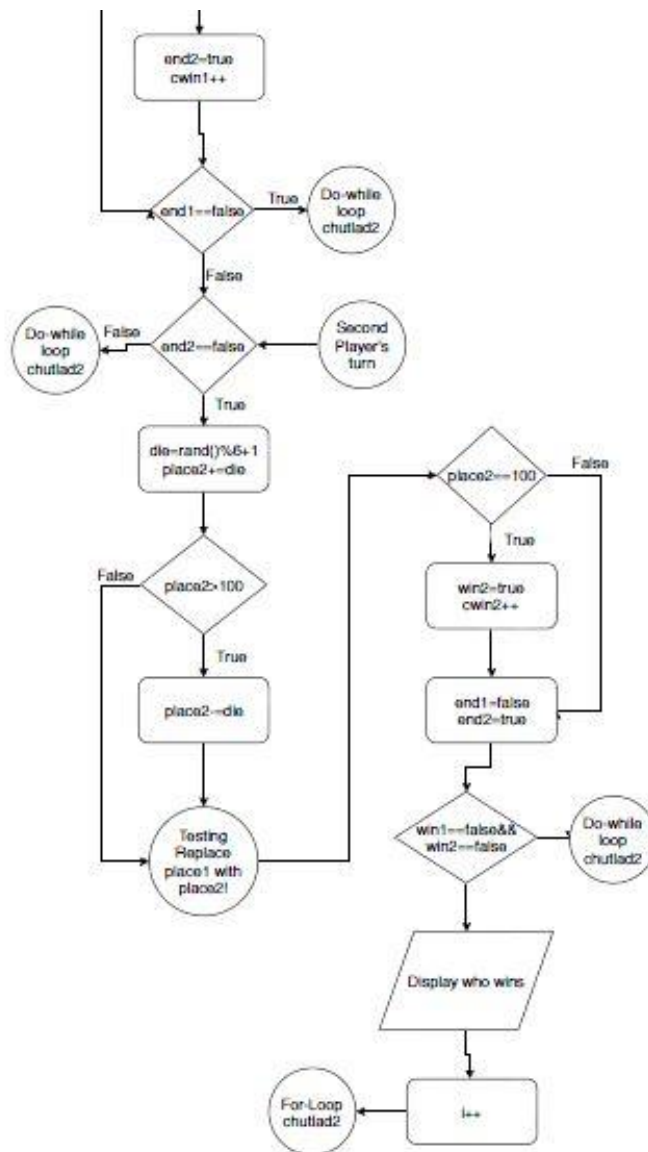 end2=true
cwin1++
end1==false
True
Do-while
loop
chutlad2
False
Do-while
loop
chutlad2
False
end2==false
Second
Player's
turn
True
die=rand()%6+1
place2+=die
place2==100
False
True
False
place2>100
win2=true
cwin2++
True
place2-=die
end1=false
end2=true
Testing
Replace
place1 with
place2!
win1==false&&
win2==false
Do-while
loop
chutlad2
Display who wins
For-Loop
chutlad2
i++